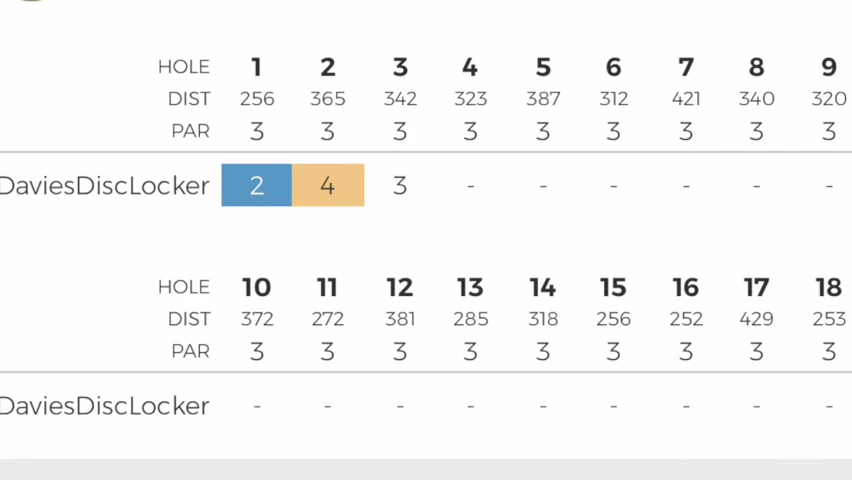 HOLE 1 2 3 4 5 6 7 8 9
DIST 256 365 342 323 387 312 421 340 320
PAR 3 3 3 3 3 3 3 3 3
DaviesDiscLocker 2 4 3 - - - - - -
HOLE 10 11 12 13 14 15 16 17 18
DIST 372 272 381 285 318 256 252 429 253
PAR 3 3 3 3 3 3 3 3 3
DaviesDiscLocker - - - - - - - - -